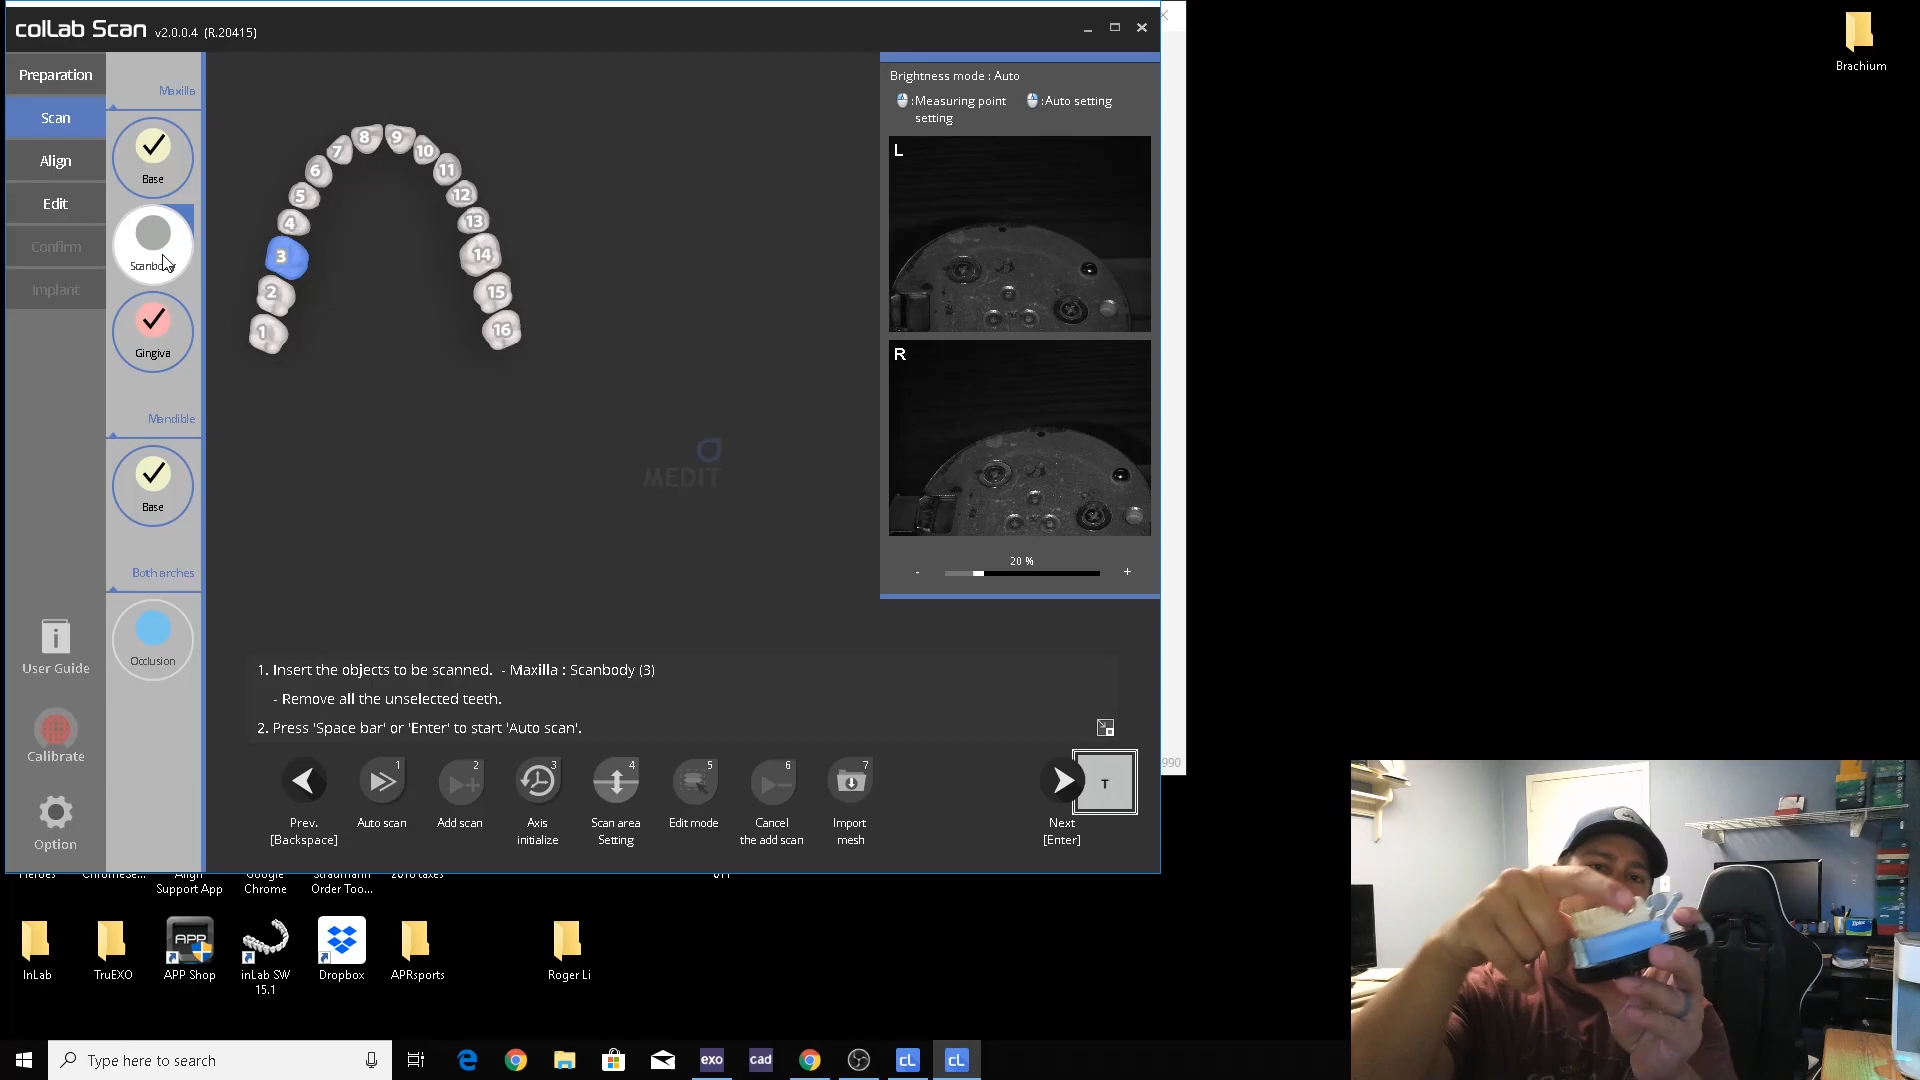 colLab Scan v2.0.0.4 (R.20415)
Brachium
Preparation
Scan
Align
Edit
Confirm
Implant
User Guide
Calibrate
Option
Maxilla
Base
Gingiva
Mandible
Base
Both arches
Occlusion
8 9
7 10
6 11
5 12
4 13
3 14
2 15
1 16
MEDIT
Brightness mode : Auto
:Measuring point setting
:Auto setting
L
R
20 %
- +
1. Insert the objects to be scanned. - Maxilla : Scanbody (3)
- Remove all the unselected teeth.
2. Press 'Space bar' or 'Enter' to start 'Auto scan'.
1 2 3 4 5 6 7
T
990
Prev. [Backspace]
Auto scan
Add scan
Axis initialize
Scan area Setting
Edit mode
Cancel the add scan
Import mesh
Next [Enter]
Support App
Google Chrome
Order Too...
InLab
TruEXO
APP
APP Shop
inLab SW 15.1
Dropbox
APRsports
Roger Li
Type here to search
exo
cad
cL
cL